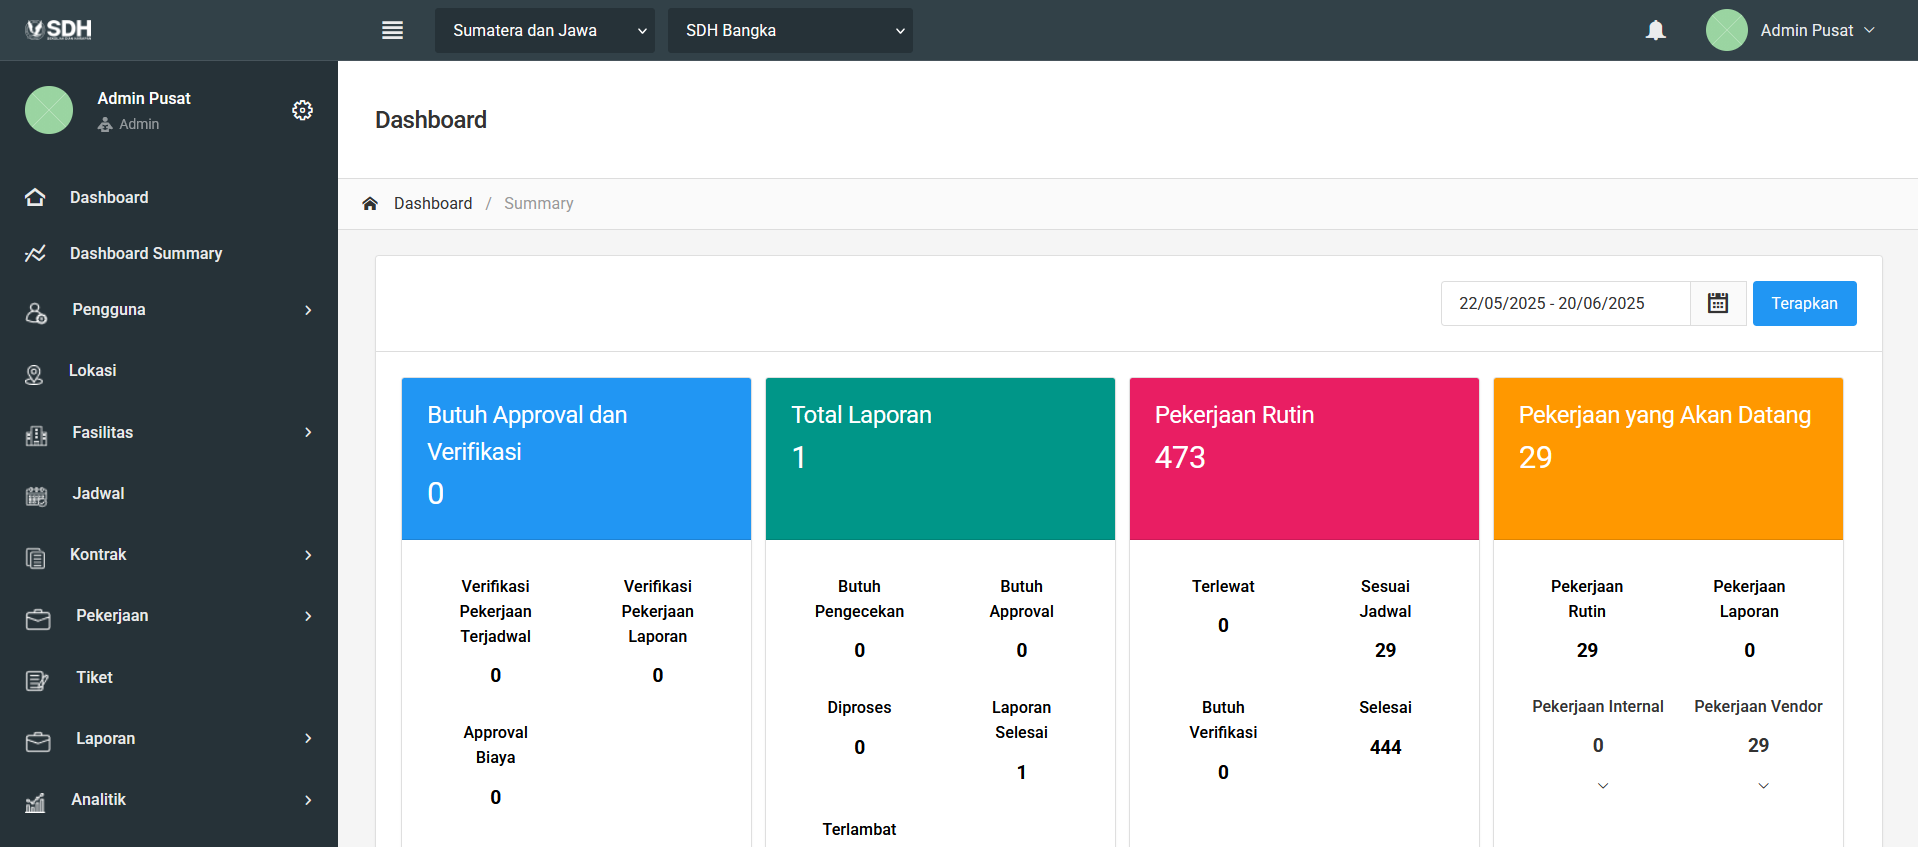 SDH
Sumatera dan Jawa
SDH Bangka
Admin Pusat
Admin Pusat
Admin
Dashboard
Dashboard Summary
Pengguna
Lokasi
Fasilitas
Jadwal
Kontrak
Pekerjaan
Tiket
Laporan
Analitik
Dashboard
Dashboard / Summary
22/05/2025 - 20/06/2025
Terapkan
Butuh Approval dan
Verifikasi
0
Verifikasi
Pekerjaan
Terjadwal
0
Verifikasi
Pekerjaan
Laporan
0
Approval
Biaya
0
Total Laporan
1
Butuh
Pengecekan
0
Butuh
Approval
0
Diproses
0
Laporan
Selesai
1
Terlambat
Pekerjaan Rutin
473
Terlewat
0
Sesuai
Jadwal
29
Butuh
Verifikasi
0
Selesai
444
Pekerjaan yang Akan Datang
29
Pekerjaan
Rutin
29
Pekerjaan
Laporan
0
Pekerjaan Internal
0
Pekerjaan Vendor
29